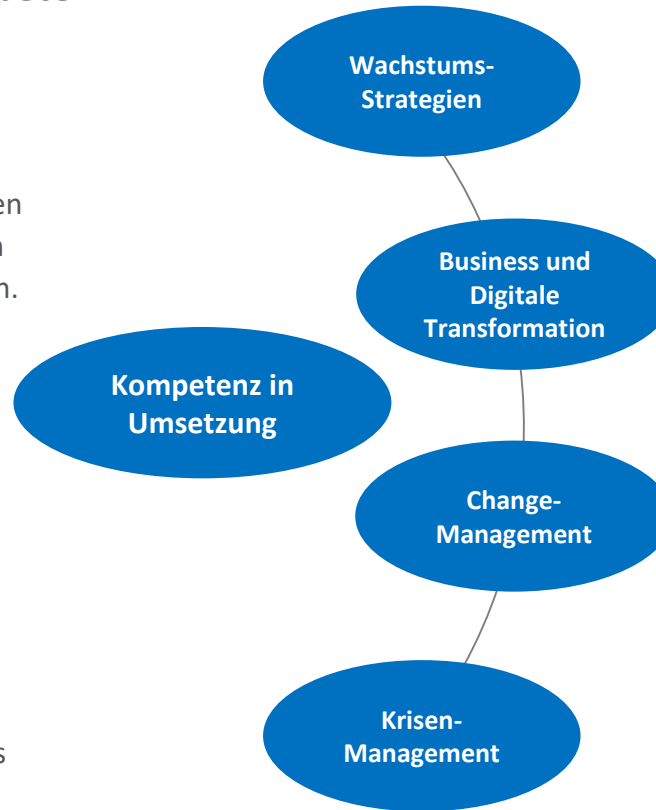 Wachstums-
Strategien
Business und
Digitale
Transformation
Kompetenz in
Umsetzung
Change-
Management
Krisen-
Management